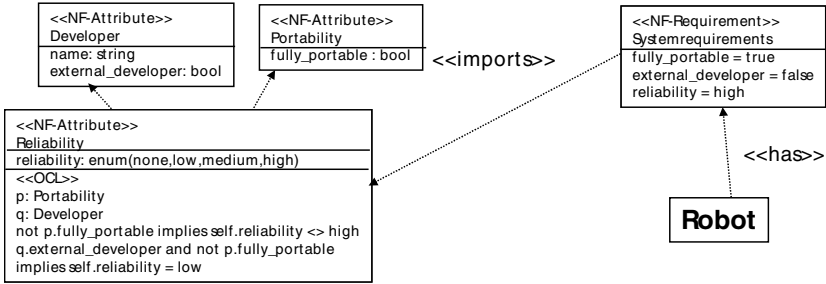 <<NF-Attribute>>
Developer
name: string
external_developer: bool
<<NF-Attribute>>
Portability
fully_portable : bool
<<imports>>
<<NF-Requirement>>
Systemrequirements
fully_portable = true
external_developer = false
reliability = high
<<NF-Attribute>>
Reliability
reliability: enum(none,low,medium,high)
<<OCL>>
p: Portability
q: Developer
not p.fully_portable implies self.reliability <> high
q.external_developer and not p.fully_portable
implies self.reliability = low
<<has>>
Robot